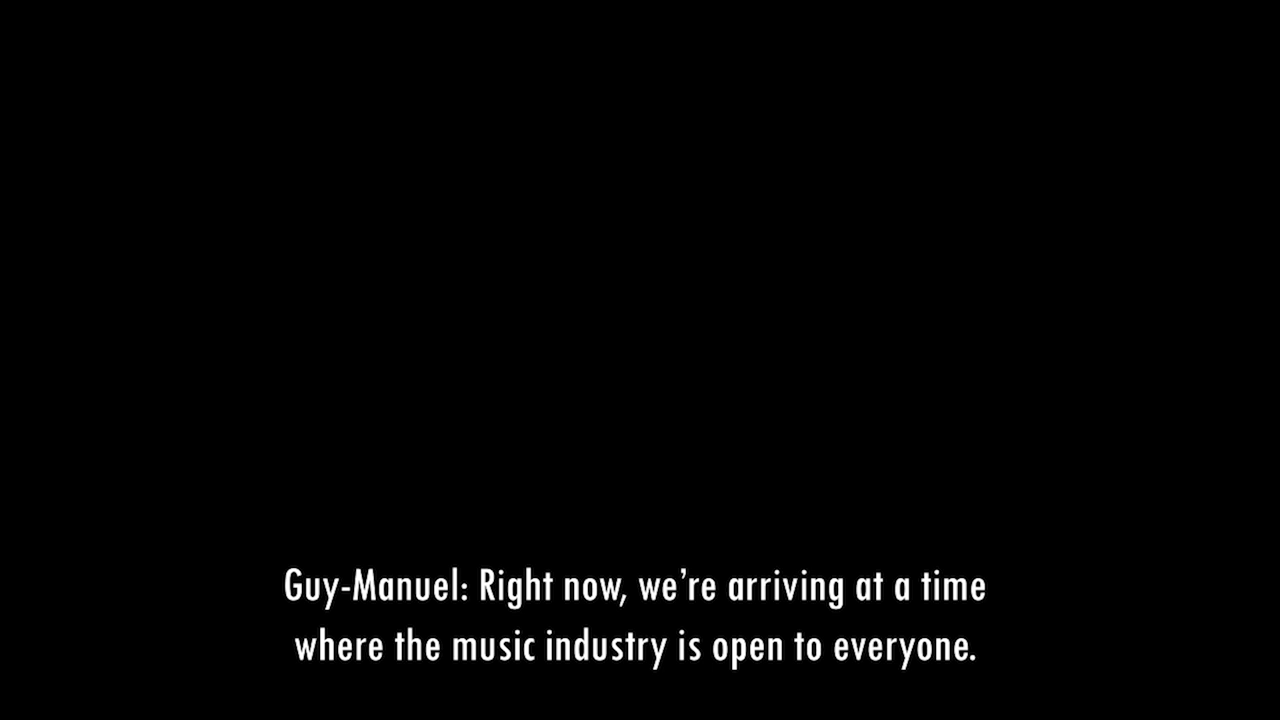 Guy-Manuel: Right now, we’re arriving at a time
where the music industry is open to everyone.